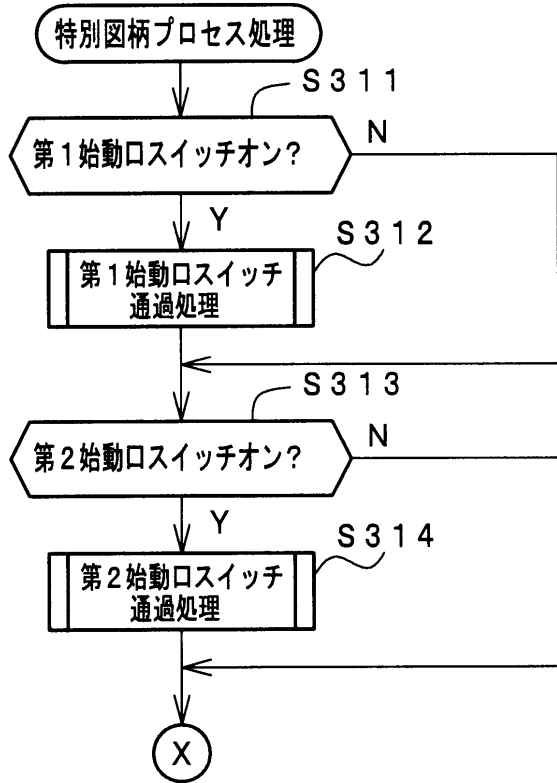 特別図柄プロセス処理
S311
第1始動口スイッチオン?
N
Y
S312
第1始動口スイッチ
通過処理
S313
第2始動口スイッチオン?
N
Y
S314
第2始動口スイッチ
通過処理
X